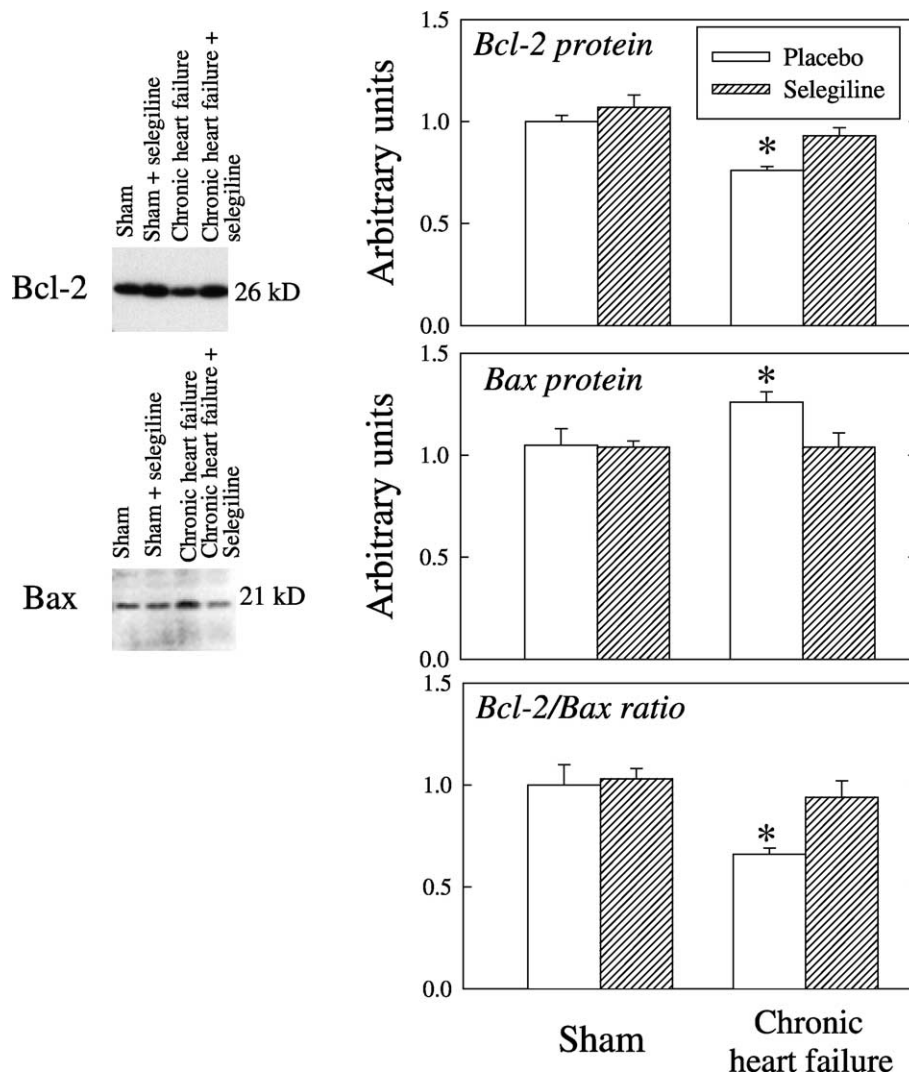 Sham
Sham + selegiline
Chronic heart failure
Chronic heart failure +
selegiline
Bcl-2
26 kD
Sham
Sham + selegiline
Chronic heart failure
Chronic heart failure +
Selegiline
Bax
21 kD
Bcl-2 protein
Placebo
Selegiline
Arbitrary units
1.5
1.0
0.5
0.0
*
Bax protein
Arbitrary units
1.5
1.0
0.5
0.0
*
Bcl-2/Bax ratio
1.5
1.0
0.5
0.0
*
Sham
Chronic
heart failure